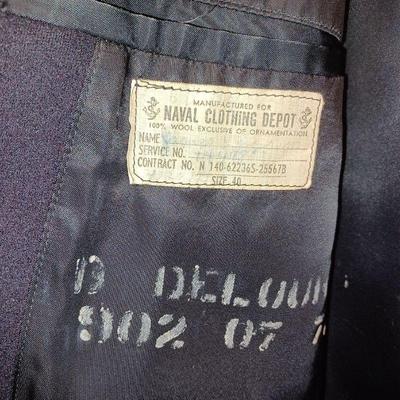 MANUFACTURED FOR
NAVAL CLOTHING DEPOT
100% WOOL EXCLUSIVE OF ORNAMENTATION
NAME
SERVICE NO.
CONTRACT NO. N 140-62236S-25567B
SIZE 40
D DELOU
902 07